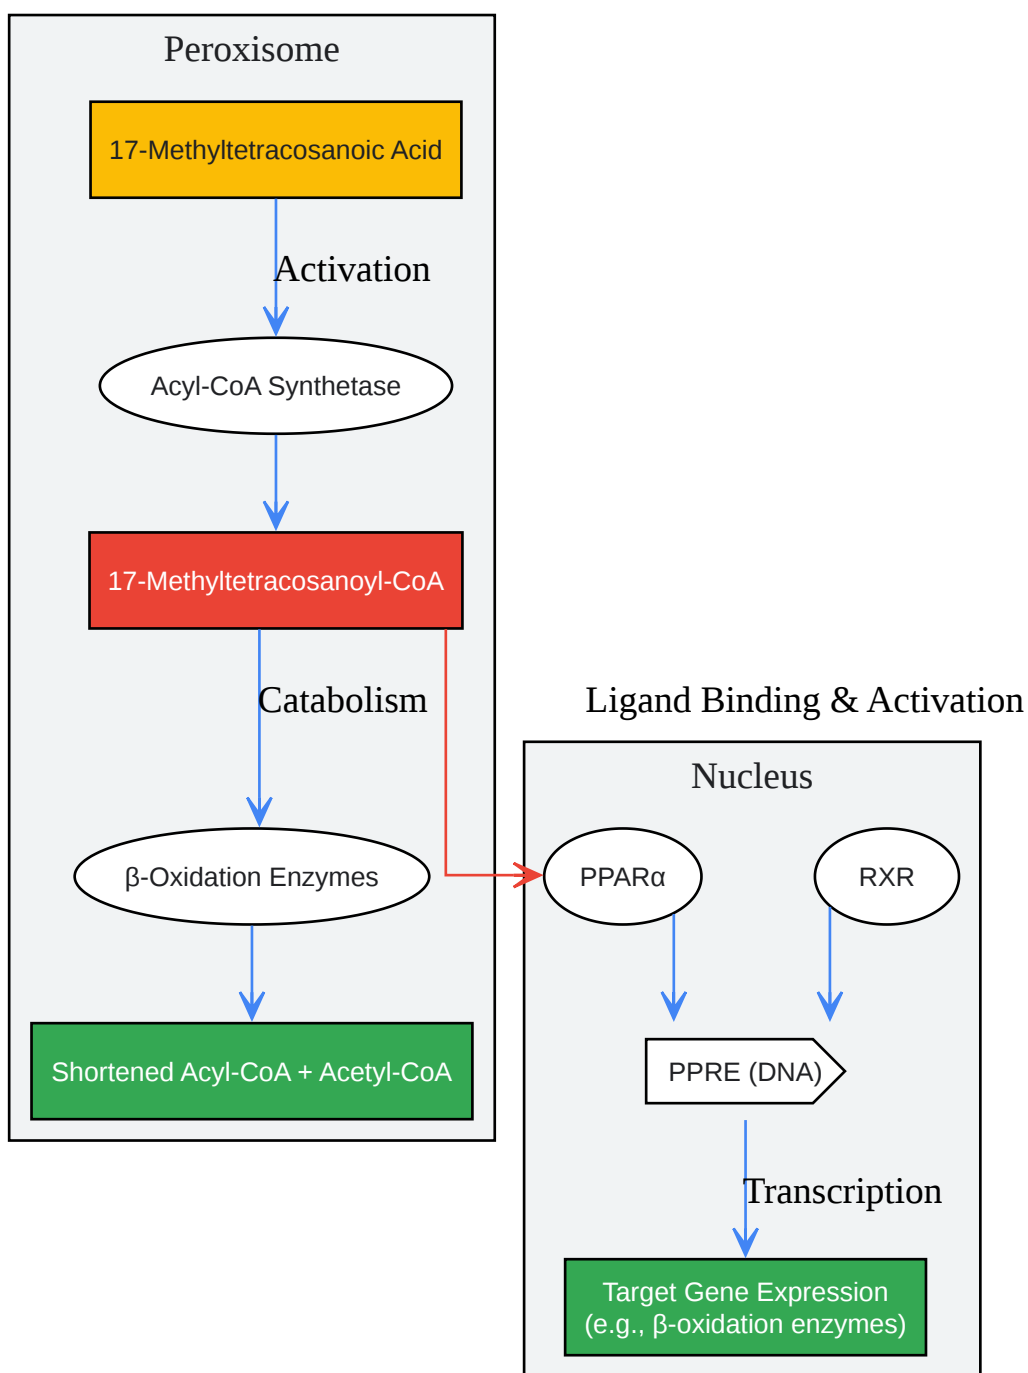 Peroxisome
17-Methyltetracosanoic Acid
Activation
Acyl-CoA Synthetase
17-Methyltetracosanoyl-CoA
Catabolism
β-Oxidation Enzymes
Shortened Acyl-CoA + Acetyl-CoA
Ligand Binding & Activation
Nucleus
PPARα
RXR
PPRE (DNA)
Transcription
Target Gene Expression
(e.g., β-oxidation enzymes)